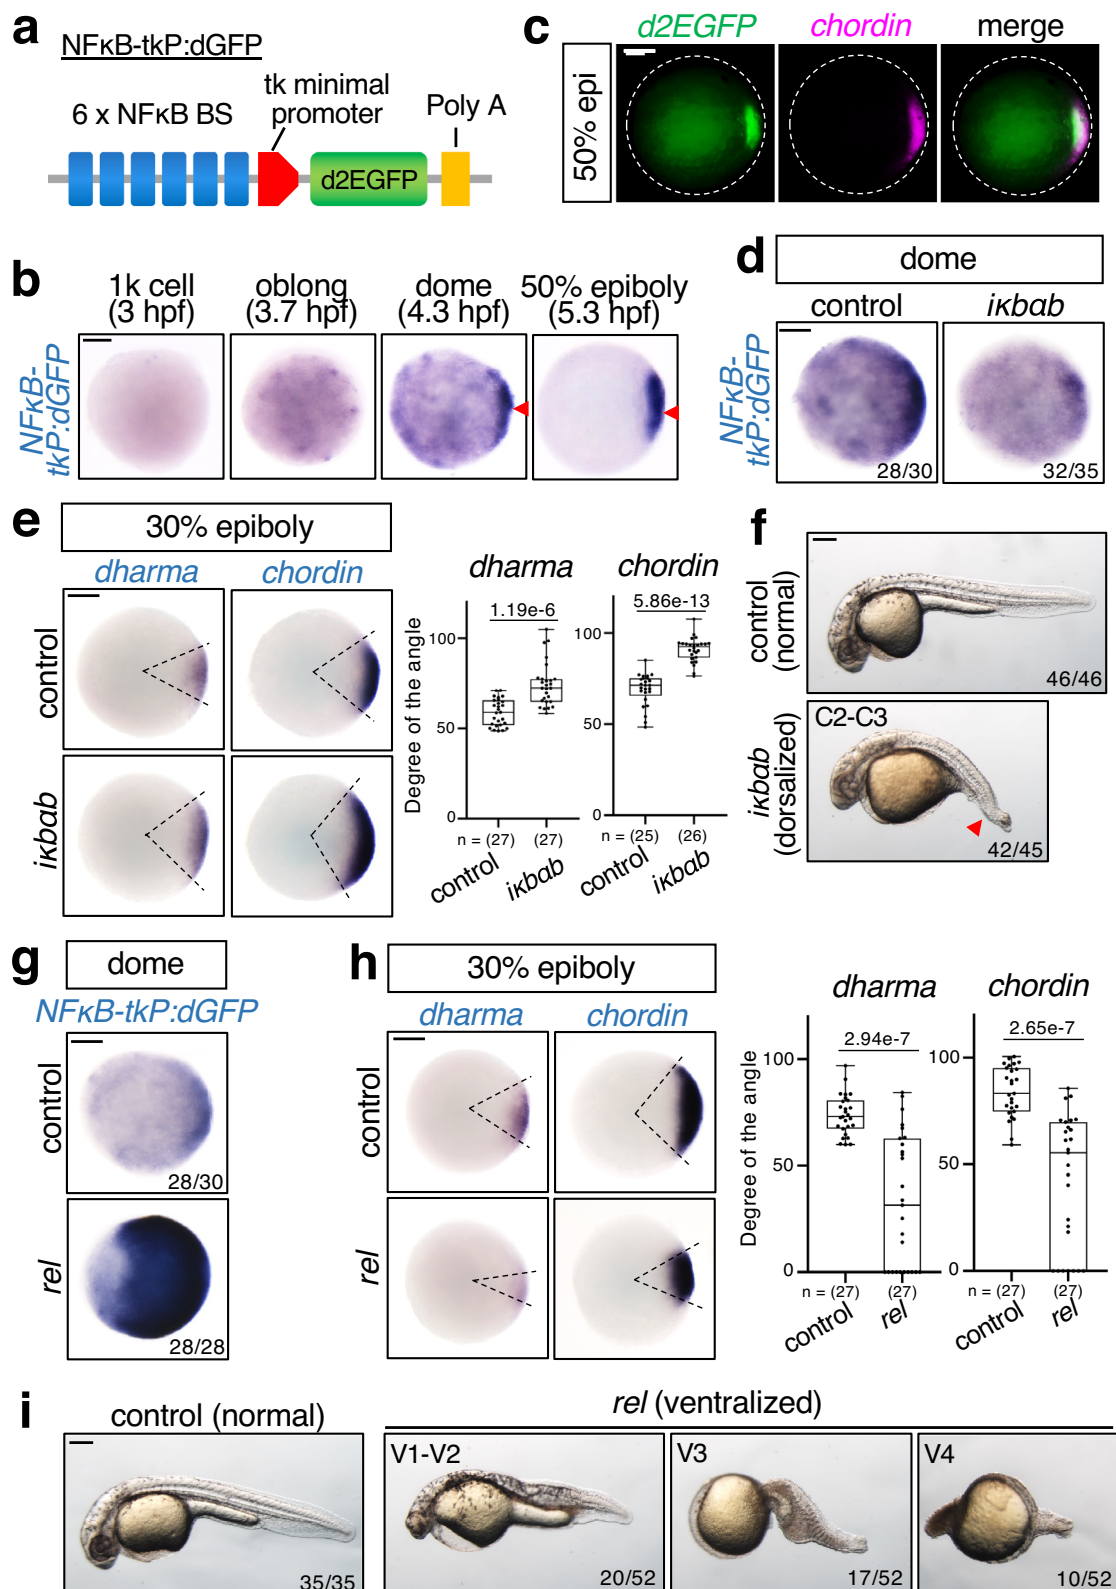 a
NFκB-tkP:dGFP
6 x NFκB BS
tk minimal
promoter
Poly A
d2EGFP
b
1k cell
(3 hpf)
oblong
(3.7 hpf)
dome
(4.3 hpf)
50% epiboly
(5.3 hpf)
NFκB-
tkP:dGFP
c
d2EGFP
chordin
merge
50% epi
d
dome
control
iκbab
NFκB-
tkP:dGFP
28/30
32/35
e
30% epiboly
dharma
chordin
control
iκbab
dharma
chordin
1.19e-6
5.86e-13
Degree of the angle
100
50
0
100
50
0
n = (27)
(27)
n = (25)
(26)
control
iκbab
control
iκbab
f
control
(normal)
46/46
iκbab
(dorsalized)
C2-C3
42/45
g
dome
NFκB-tkP:dGFP
control
28/30
rel
28/28
h
30% epiboly
dharma
chordin
control
rel
dharma
chordin
2.94e-7
2.65e-7
Degree of the angle
100
50
0
100
50
0
n = (27)
(27)
n = (27)
(27)
control
rel
control
rel
i
control (normal)
rel (ventralized)
35/35
V1-V2
20/52
V3
17/52
V4
10/52